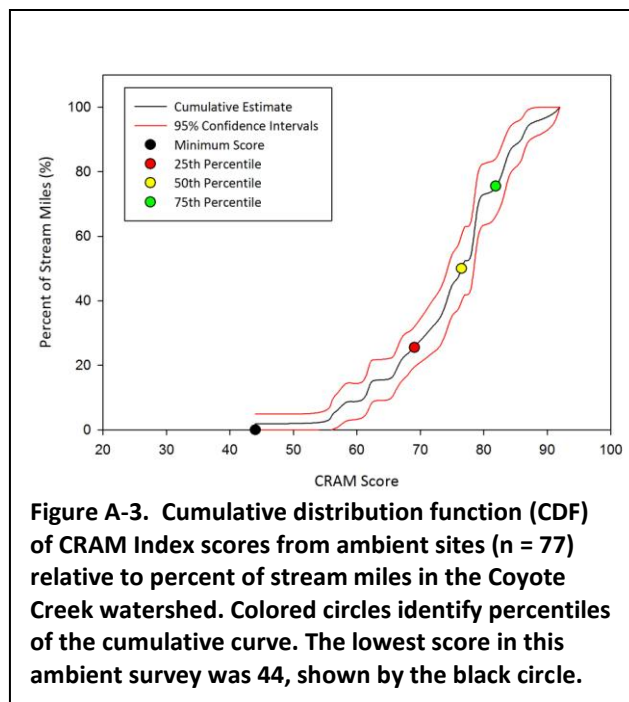 Cumulative Estimate
95% Confidence Intervals
Minimum Score
25th Percentile
50th Percentile
75th Percentile
Percent of Stream Miles (%)
100
80
60
40
20
0
20 30 40 50 60 70 80 90 100
CRAM Score
Figure A-3. Cumulative distribution function (CDF)
of CRAM Index scores from ambient sites (n = 77)
relative to percent of stream miles in the Coyote
Creek watershed. Colored circles identify percentiles
of the cumulative curve. The lowest score in this
ambient survey was 44, shown by the black circle.